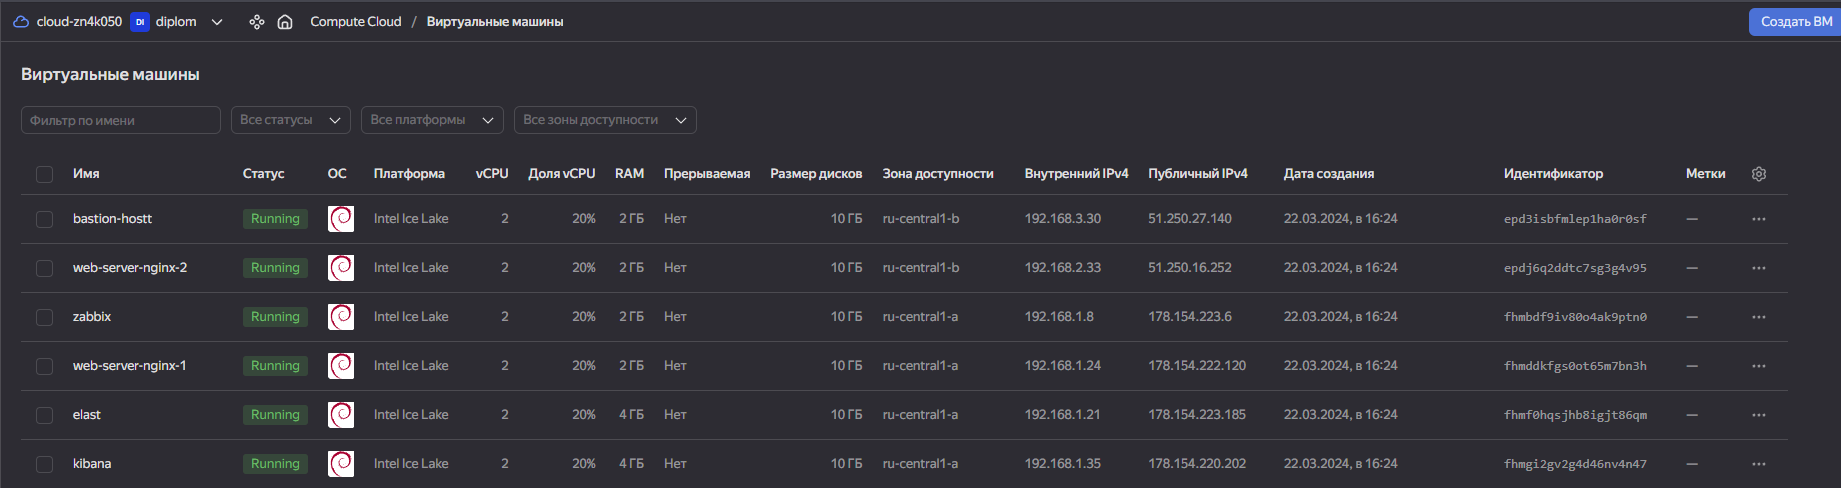 cloud-zn4k050 DI diplom Compute Cloud / Виртуальные машины Создать ВМ
Виртуальные машины
Фильтр по имени Все статусы Все платформы Все зоны доступности
Имя Статус ОС Платформа vCPU Доля vCPU RAM Прерываемая Размер дисков Зона доступности Внутренний IPv4 Публичный IPv4 Дата создания Идентификатор Метки
bastion-hostt Running Intel Ice Lake 2 20% 2 ГБ Нет 10 ГБ ru-central1-b 192.168.3.30 51.250.27.140 22.03.2024, в 16:24 epd3isbfmlep1ha0r0sf — ...
web-server-nginx-2 Running Intel Ice Lake 2 20% 2 ГБ Нет 10 ГБ ru-central1-b 192.168.2.33 51.250.16.252 22.03.2024, в 16:24 epdj6q2ddtc7sg3g4v95 — ...
zabbix Running Intel Ice Lake 2 20% 2 ГБ Нет 10 ГБ ru-central1-a 192.168.1.8 178.154.223.6 22.03.2024, в 16:24 fhmbdf9iv80o4ak9ptn0 — ...
web-server-nginx-1 Running Intel Ice Lake 2 20% 2 ГБ Нет 10 ГБ ru-central1-a 192.168.1.24 178.154.222.120 22.03.2024, в 16:24 fhmddkfgs0ot65m7bn3h — ...
elast Running Intel Ice Lake 2 20% 4 ГБ Нет 10 ГБ ru-central1-a 192.168.1.21 178.154.223.185 22.03.2024, в 16:24 fhmf0hqsjhb8igjt86qm — ...
kibana Running Intel Ice Lake 2 20% 4 ГБ Нет 10 ГБ ru-central1-a 192.168.1.35 178.154.220.202 22.03.2024, в 16:24 fhmgi2gv2g4d46nv4n47 — ...